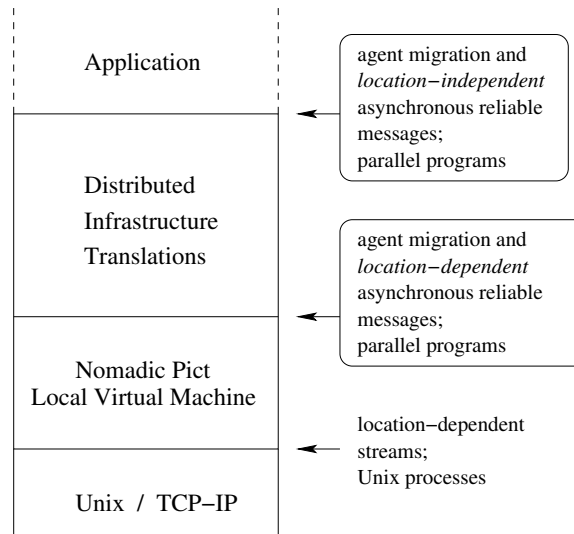 Application
agent migration and
location−independent
asynchronous reliable
messages;
parallel programs
Distributed
Infrastructure
Translations
agent migration and
location−dependent
asynchronous reliable
messages;
parallel programs
Nomadic Pict
Local Virtual Machine
location−dependent
streams;
Unix processes
Unix / TCP−IP